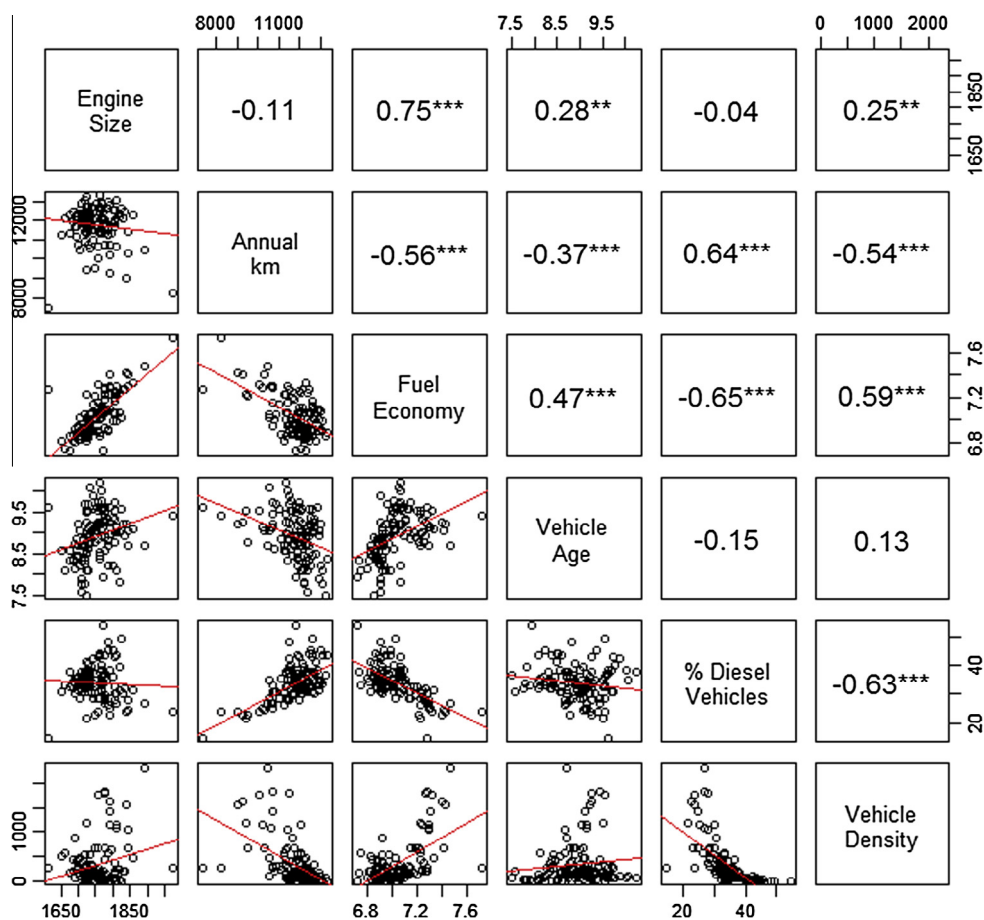 7.5 8.5 9.5
8000 11000
0 1000 2000
Engine
Size
-0.11
0.75***
0.28**
-0.04
0.25**
1650 1850
8000 12000
Annual
km
-0.56***
-0.37***
0.64***
-0.54***
Fuel
Economy
0.47***
-0.65***
0.59***
6.8 7.2 7.6
7.5 8.5 9.5
Vehicle
Age
-0.15
0.13
% Diesel
Vehicles
-0.63***
20 40
0 1000
Vehicle
Density
1650 1850
6.8 7.2 7.6
20 40